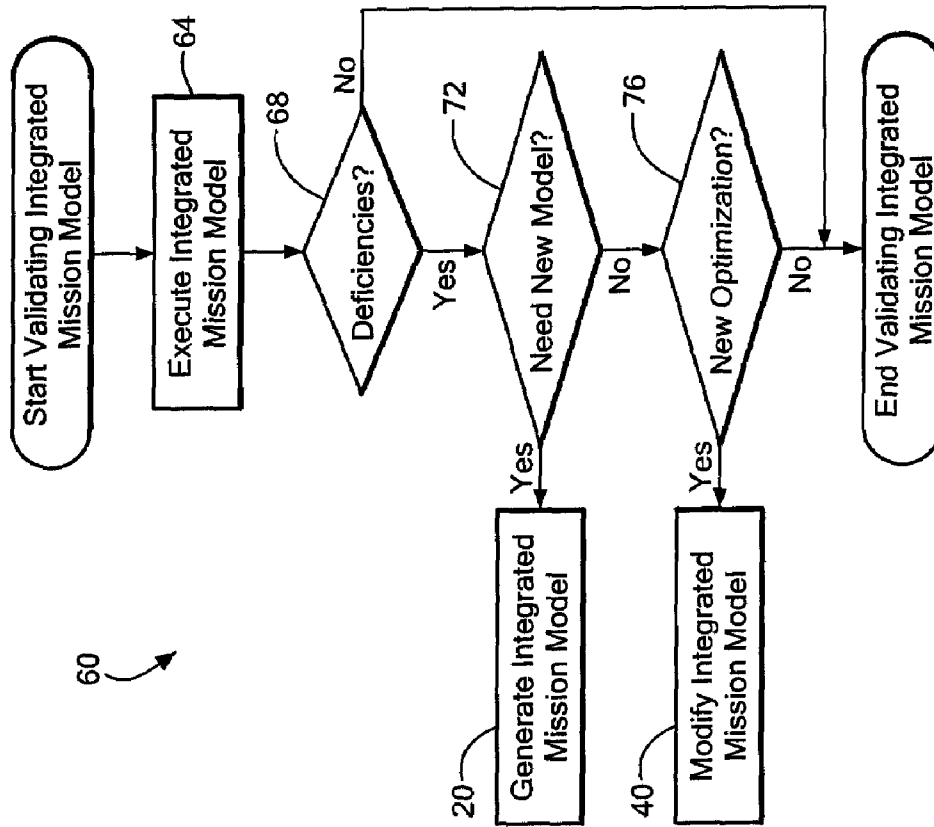 60
Start Validating Integrated
Mission Model
Execute Integrated
Mission Model
64
Deficiencies?
68
No
Yes
Need New Model?
72
Yes
Generate Integrated
Mission Model
20
No
New Optimization?
76
Yes
Modify Integrated
Mission Model
40
No
End Validating Integrated
Mission Model